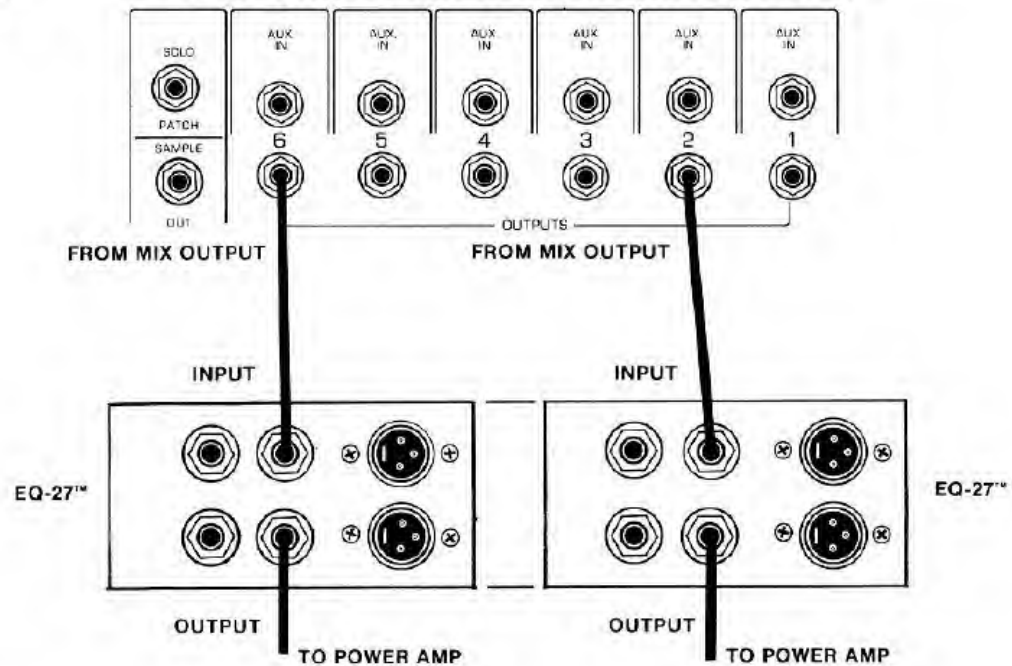 SOLO
PATCH
SAMPLE
OUT
AUX.
IN
AUX.
IN
AUX.
IN
AUX.
IN
AUX.
IN
AUX.
IN
6 5 4 3 2 1
OUTPUTS
FROM MIX OUTPUT FROM MIX OUTPUT
INPUT INPUT
EQ-27™ EQ-27™
OUTPUT OUTPUT
TO POWER AMP TO POWER AMP